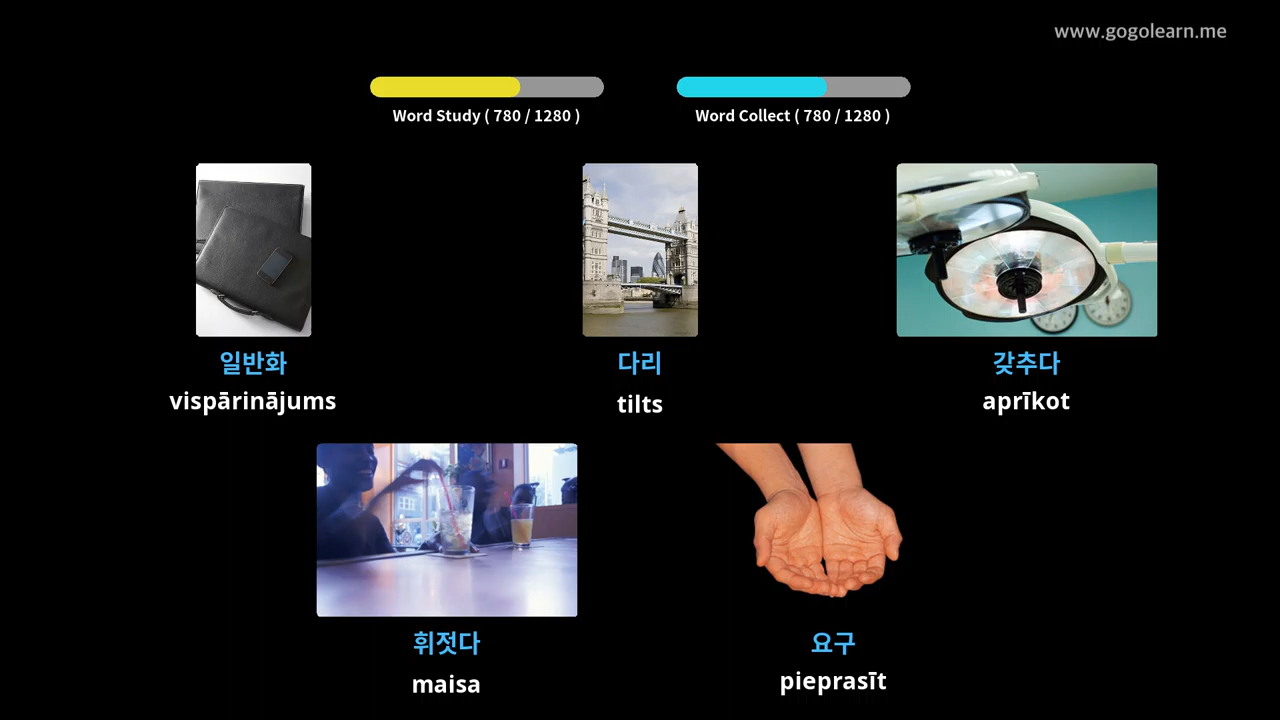 www.gogolearn.me
Word Study ( 780 / 1280 )
Word Collect ( 780 / 1280 )
일반화
vispārinājums
다리
tilts
갖추다
aprīkot
휘젓다
maisa
요구
pieprasīt